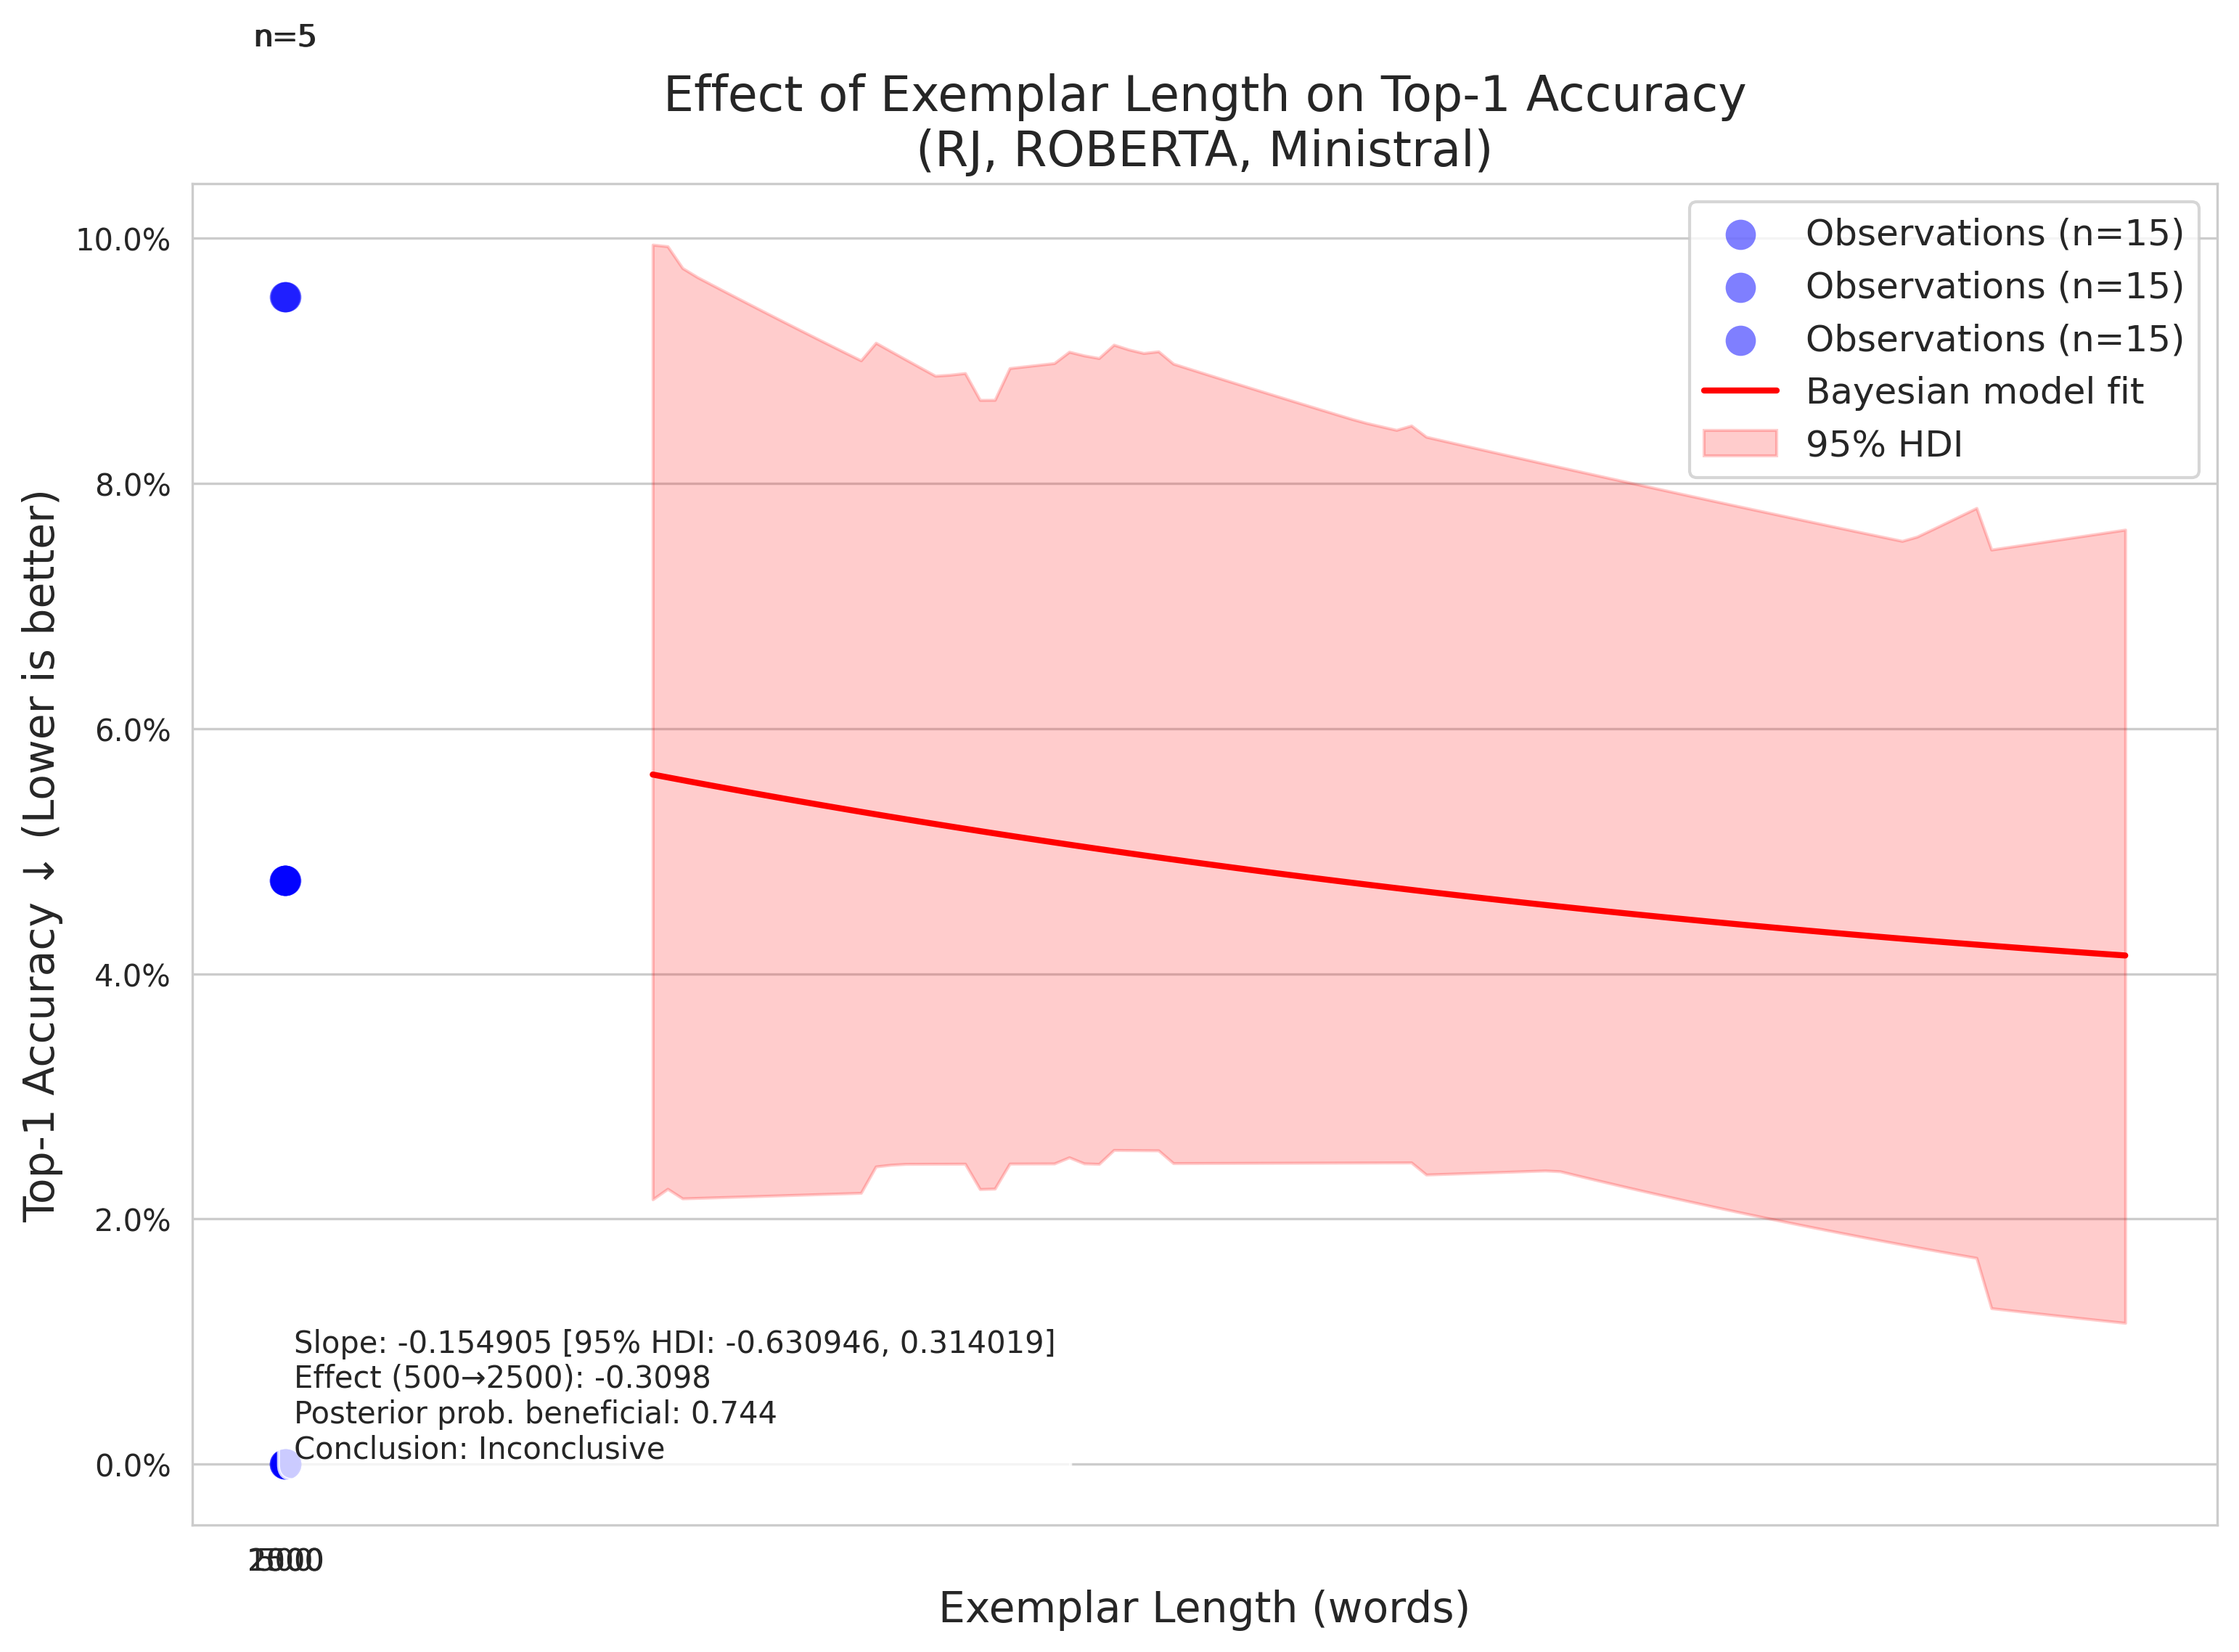 n=5
Effect of Exemplar Length on Top-1 Accuracy
(RJ, ROBERTA, Ministral)
Top-1 Accuracy ↓ (Lower is better)
10.0%
8.0%
6.0%
4.0%
2.0%
0.0%
Observations (n=15)
Observations (n=15)
Observations (n=15)
Bayesian model fit
95% HDI
Slope: -0.154905 [95% HDI: -0.630946, 0.314019]
Effect (500→2500): -0.3098
Posterior prob. beneficial: 0.744
Conclusion: Inconclusive
Exemplar Length (words)